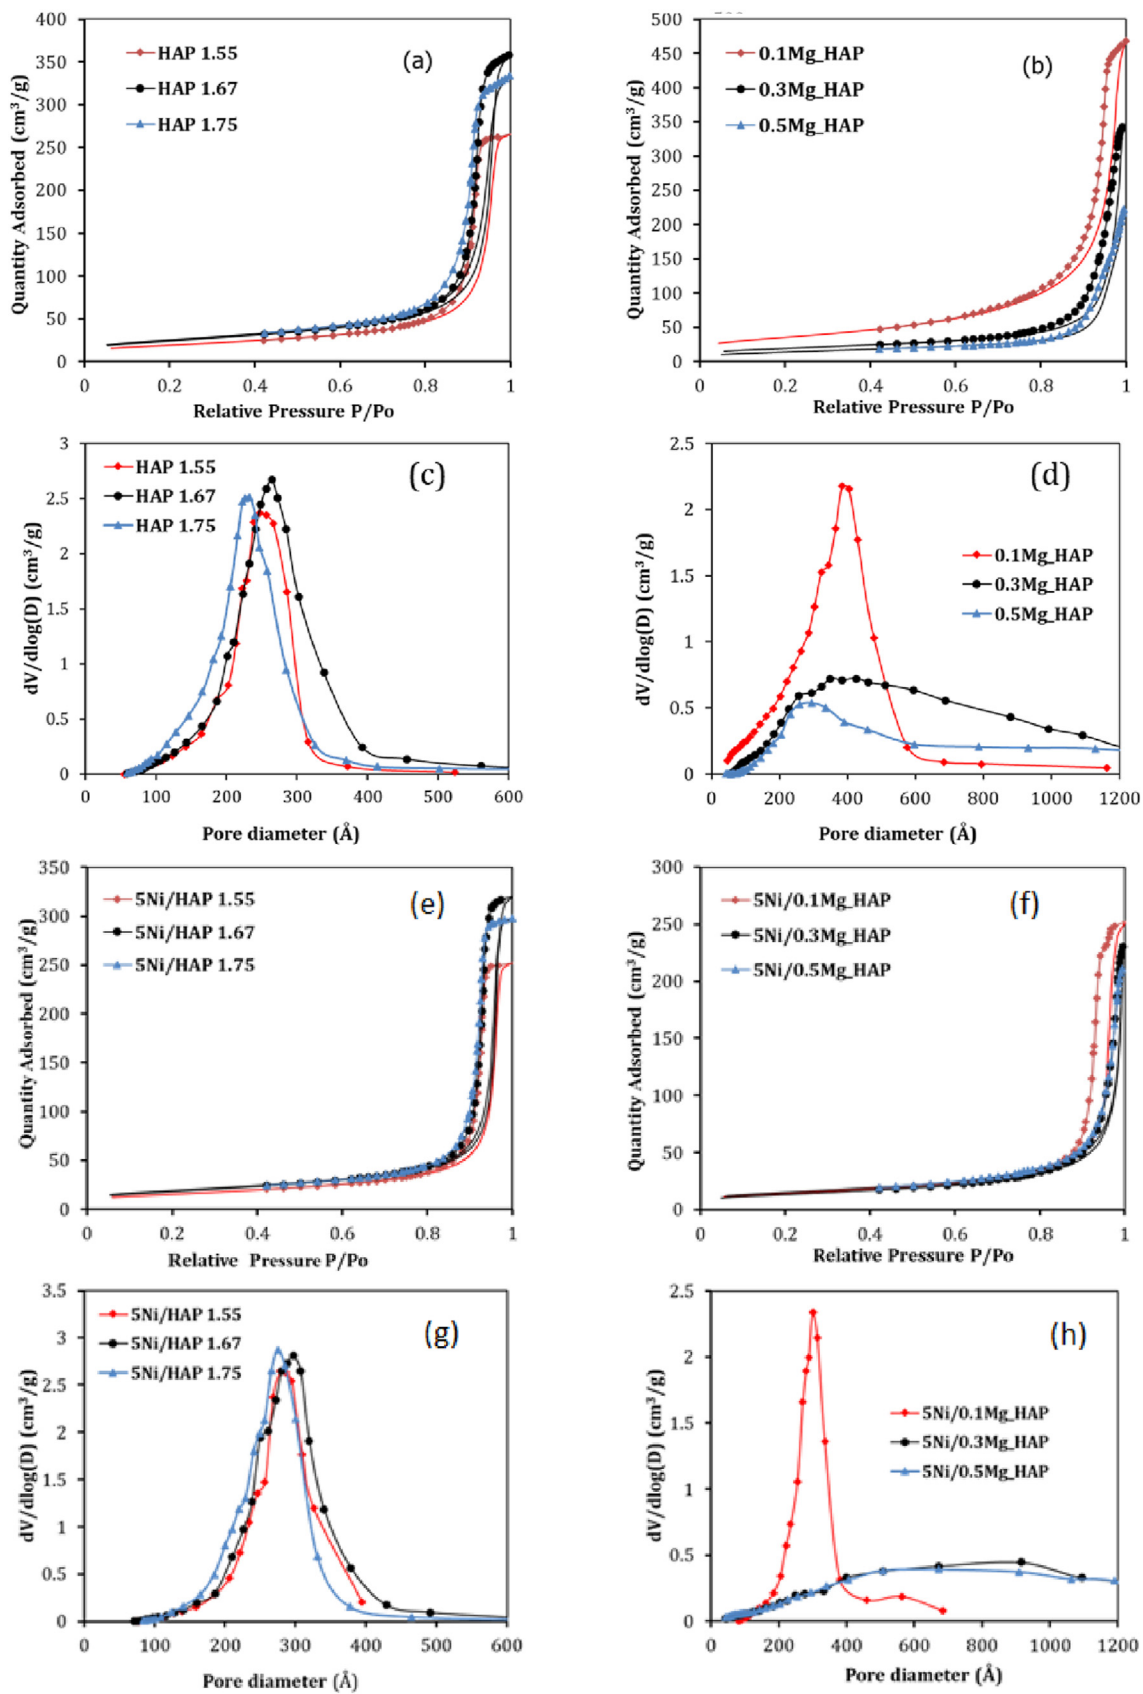 (a)
HAP 1.55
HAP 1.67
HAP 1.75
Quantity Adsorbed (cm³/g)
400
350
300
250
200
150
100
50
0
0 0.2 0.4 0.6 0.8 1
Relative Pressure P/Po
(b)
0.1Mg_HAP
0.3Mg_HAP
0.5Mg_HAP
Quantity Adsorbed (cm³/g)
500
450
400
350
300
250
200
150
100
50
0
0 0.2 0.4 0.6 0.8 1
Relative Pressure P/Po
(c)
HAP 1.55
HAP 1.67
HAP 1.75
dV/dlog(D) (cm³/g)
3
2.5
2
1.5
1
0.5
0
0 100 200 300 400 500 600
Pore diameter (Å)
(d)
0.1Mg_HAP
0.3Mg_HAP
0.5Mg_HAP
dV/dlog(D) (cm³/g)
2.5
2
1.5
1
0.5
0
0 200 400 600 800 1000 1200
Pore diameter (Å)
(e)
5Ni/HAP 1.55
5Ni/HAP 1.67
5Ni/HAP 1.75
Quantity Adsorbed (cm³/g)
350
300
250
200
150
100
50
0
0 0.2 0.4 0.6 0.8 1
Relative Pressure P/Po
(f)
5Ni/0.1Mg_HAP
5Ni/0.3Mg_HAP
5Ni/0.5Mg_HAP
Quantity Adsorbed (cm³/g)
300
250
200
150
100
50
0
0 0.2 0.4 0.6 0.8 1
Relative Pressure P/Po
(g)
5Ni/HAP 1.55
5Ni/HAP 1.67
5Ni/HAP 1.75
dV/dlog(D) (cm³/g)
3.5
3
2.5
2
1.5
1
0.5
0
0 100 200 300 400 500 600
Pore diameter (Å)
(h)
5Ni/0.1Mg_HAP
5Ni/0.3Mg_HAP
5Ni/0.5Mg_HAP
dV/dlog(D) (cm³/g)
2.5
2
1.5
1
0.5
0
0 200 400 600 800 1000 1200
Pore diameter (Å)